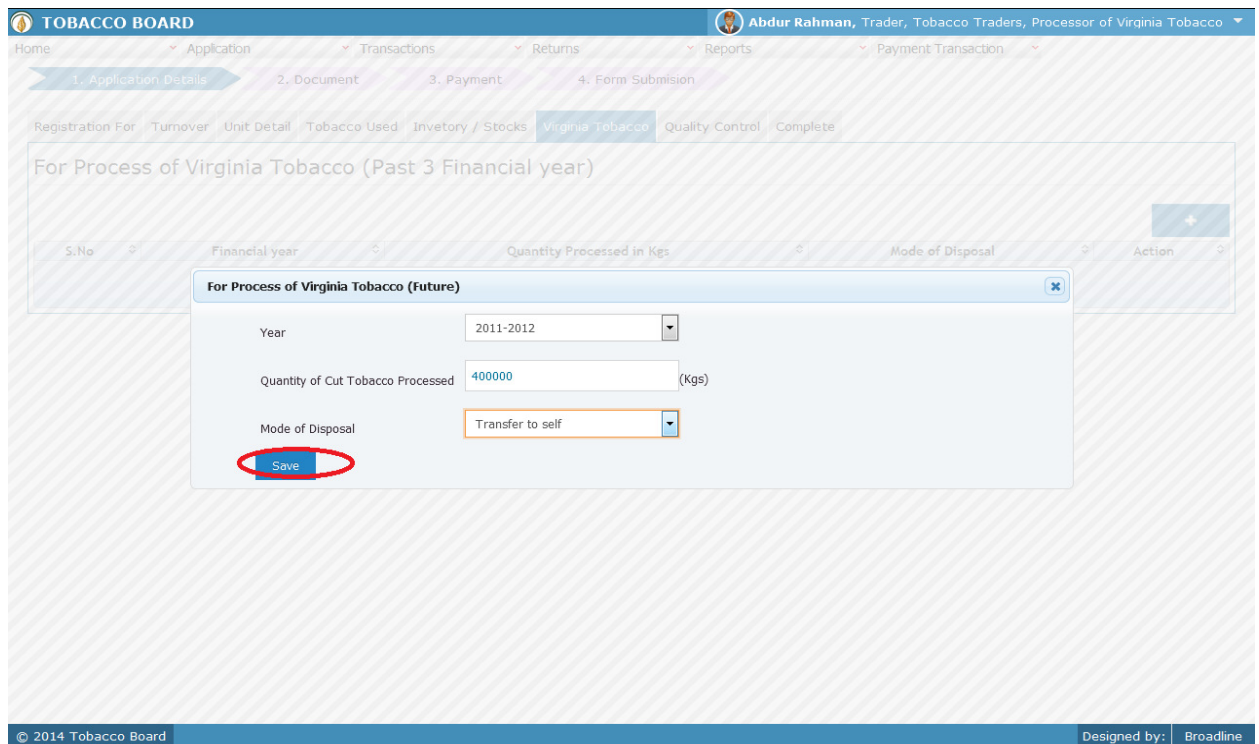 TOBACCO BOARD
Abdur Rahman, Trader, Tobacco Traders, Processor of Virginia Tobacco
Home Application Transactions Returns Reports Payment Transaction
1. Application Details 2. Document 3. Payment 4. Form Submision
Registration For Turnover Unit Detail Tobacco Used Invetory / Stocks Virginia Tobacco Quality Control Complete
For Process of Virginia Tobacco (Past 3 Financial year)
+
S.No Financial year Quantity Processed in Kgs Mode of Disposal Action
For Process of Virginia Tobacco (Future)
Year 2011-2012
Quantity of Cut Tobacco Processed 400000 (Kgs)
Mode of Disposal Transfer to self
Save
© 2014 Tobacco Board Designed by: Broadline